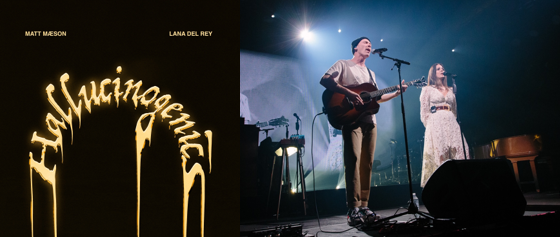 MATT MÆSON LANA DEL REY
Hallucinogenics